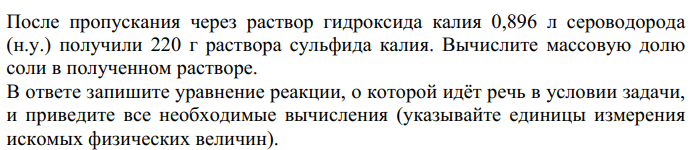 После пропускания через раствор гидроксида калия 0,896 л сероводорода
(н.у.) получили 220 г раствора сульфида калия. Вычислите массовую долю
соли в полученном растворе.
В ответе запишите уравнение реакции, о которой идёт речь в условии задачи,
и приведите все необходимые вычисления (указывайте единицы измерения
искомых физических величин).